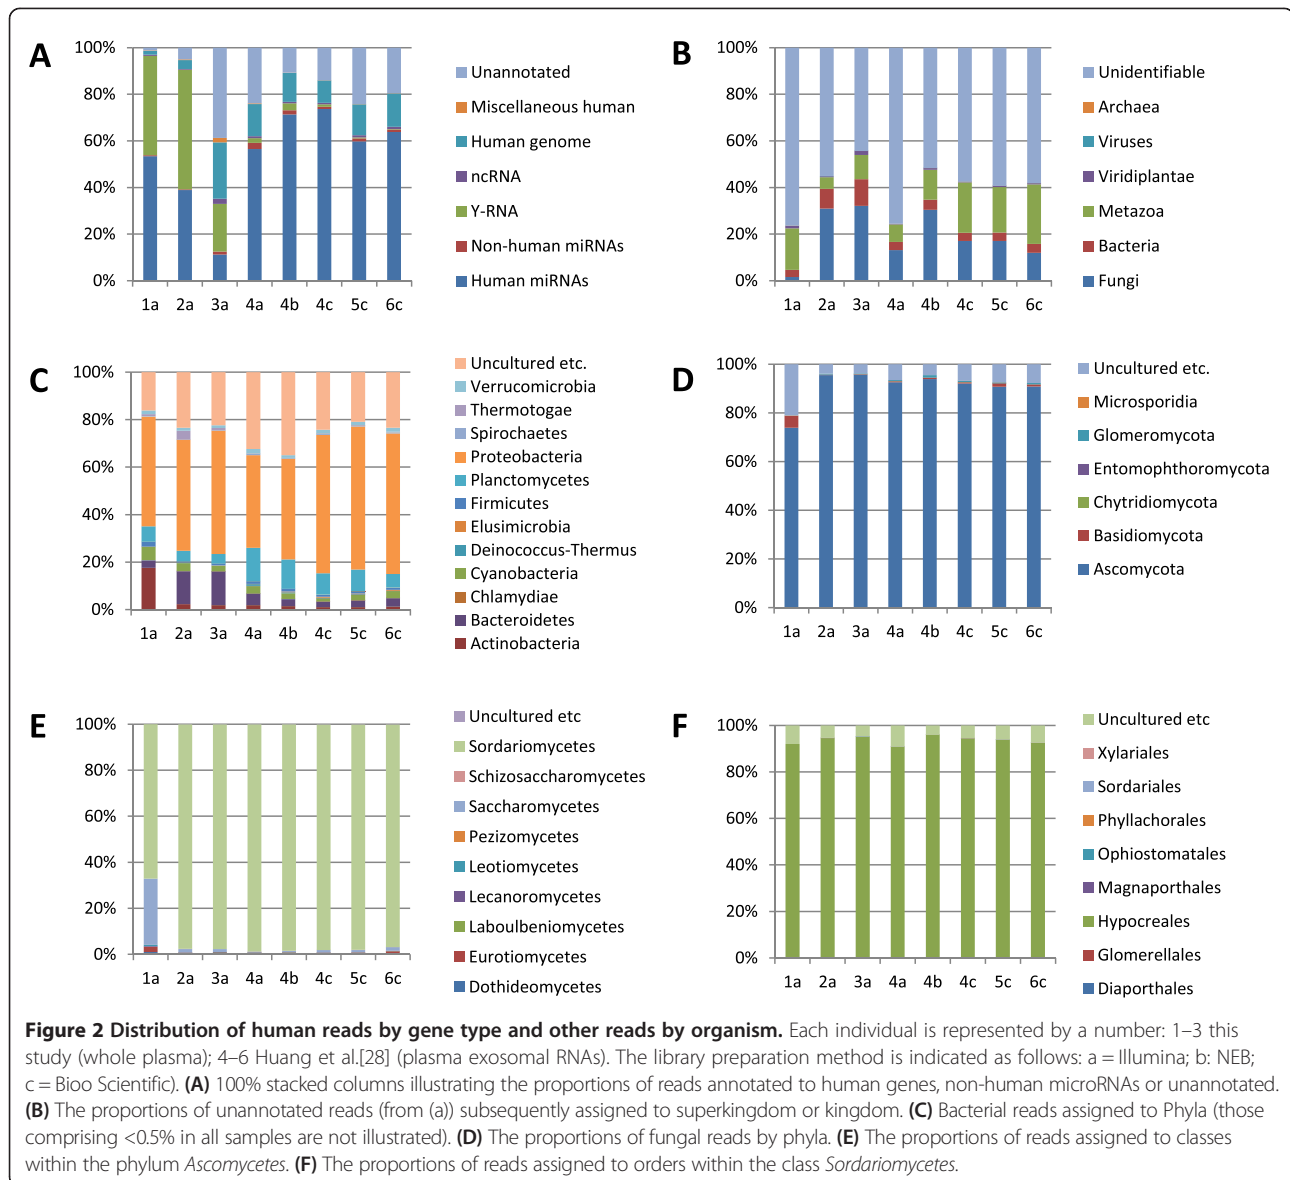 A
100%
80%
60%
40%
20%
0%
1a 2a 3a 4a 4b 4c 5c 6c
Unannotated
Miscellaneous human
Human genome
ncRNA
Y-RNA
Non-human miRNAs
Human miRNAs
B
100%
80%
60%
40%
20%
0%
1a 2a 3a 4a 4b 4c 5c 6c
Unidentifiable
Archaea
Viruses
Viridiplantae
Metazoa
Bacteria
Fungi
C
100%
80%
60%
40%
20%
0%
1a 2a 3a 4a 4b 4c 5c 6c
Uncultured etc.
Verrucomicrobia
Thermotogae
Spirochaetes
Proteobacteria
Planctomycetes
Firmicutes
Elusimicrobia
Deinococcus-Thermus
Cyanobacteria
Chlamydiae
Bacteroidetes
Actinobacteria
D
100%
80%
60%
40%
20%
0%
1a 2a 3a 4a 4b 4c 5c 6c
Uncultured etc.
Microsporidia
Glomeromycota
Entomophthoromycota
Chytridiomycota
Basidiomycota
Ascomycota
E
100%
80%
60%
40%
20%
0%
1a 2a 3a 4a 4b 4c 5c 6c
Uncultured etc
Sordariomycetes
Schizosaccharomycetes
Saccharomycetes
Pezizomycetes
Leotiomycetes
Lecanoromycetes
Laboulbeniomycetes
Eurotiomycetes
Dothideomycetes
F
100%
80%
60%
40%
20%
0%
1a 2a 3a 4a 4b 4c 5c 6c
Uncultured etc
Xylariales
Sordariales
Phyllachorales
Ophiostomatales
Magnaporthales
Hypocreales
Glomerellales
Diaporthales
Figure 2 Distribution of human reads by gene type and other reads by organism. Each individual is represented by a number: 1–3 this
study (whole plasma); 4–6 Huang et al.[28] (plasma exosomal RNAs). The library preparation method is indicated as follows: a = Illumina; b: NEB;
c = Bioo Scientific). (A) 100% stacked columns illustrating the proportions of reads annotated to human genes, non-human microRNAs or unannotated.
(B) The proportions of unannotated reads (from (a)) subsequently assigned to superkingdom or kingdom. (C) Bacterial reads assigned to Phyla (those
comprising <0.5% in all samples are not illustrated). (D) The proportions of fungal reads by phyla. (E) The proportions of reads assigned to classes
within the phylum Ascomycetes. (F) The proportions of reads assigned to orders within the class Sordariomycetes.